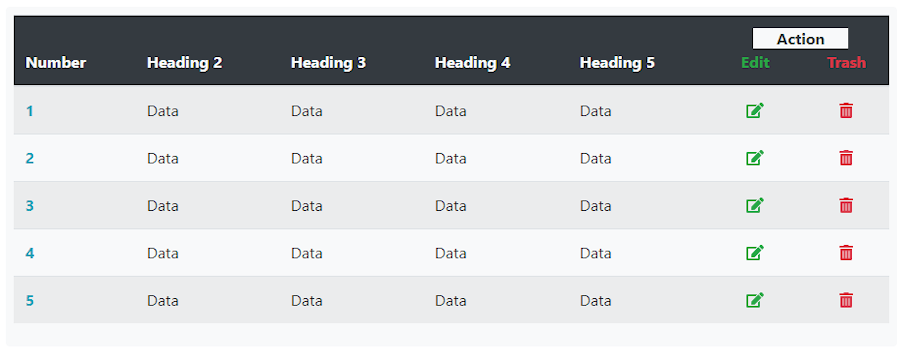 Action
Number Heading 2 Heading 3 Heading 4 Heading 5 Edit Trash
1 Data Data Data Data
2 Data Data Data Data
3 Data Data Data Data
4 Data Data Data Data
5 Data Data Data Data